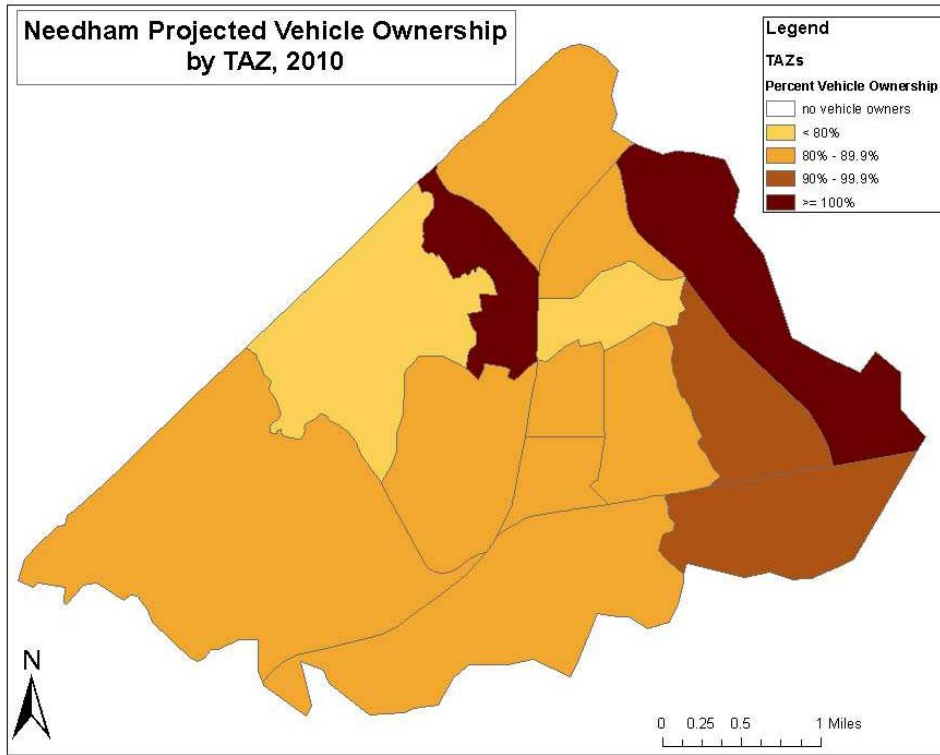 Needham Projected Vehicle Ownership
by TAZ, 2010
Legend
TAZs
Percent Vehicle Ownership
no vehicle owners
< 80%
80% - 89.9%
90% - 99.9%
>= 100%
N
0 0.25 0.5 1 Miles